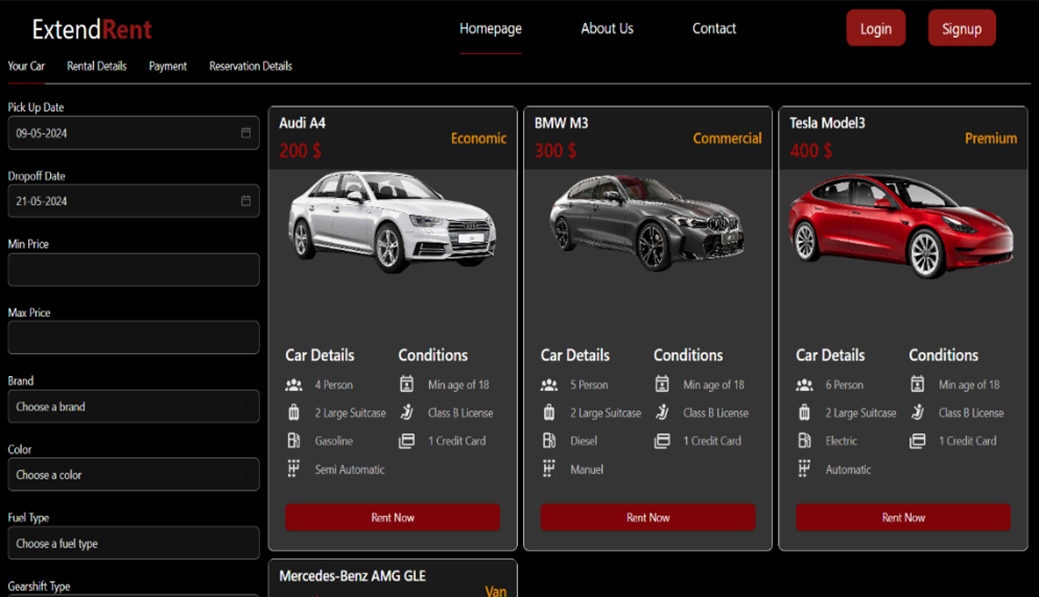 ExtendRent
Homepage
About Us
Contact
Login
Signup
Your Car
Rental Details
Payment
Reservation Details
Pick Up Date
09-05-2024
Dropoff Date
21-05-2024
Min Price
Max Price
Brand
Choose a brand
Color
Choose a color
Fuel Type
Choose a fuel type
Gearshift Type
Audi A4
200 $
Economic
Car Details
4 Person
2 Large Suitcase
Gasoline
Semi Automatic
Conditions
Min age of 18
Class B License
1 Credit Card
Rent Now
BMW M3
300 $
Commercial
Car Details
5 Person
2 Large Suitcase
Diesel
Manuel
Conditions
Min age of 18
Class B License
1 Credit Card
Rent Now
Tesla Model3
400 $
Premium
Car Details
6 Person
2 Large Suitcase
Electric
Automatic
Conditions
Min age of 18
Class B License
1 Credit Card
Rent Now
Mercedes-Benz AMG GLE
Van